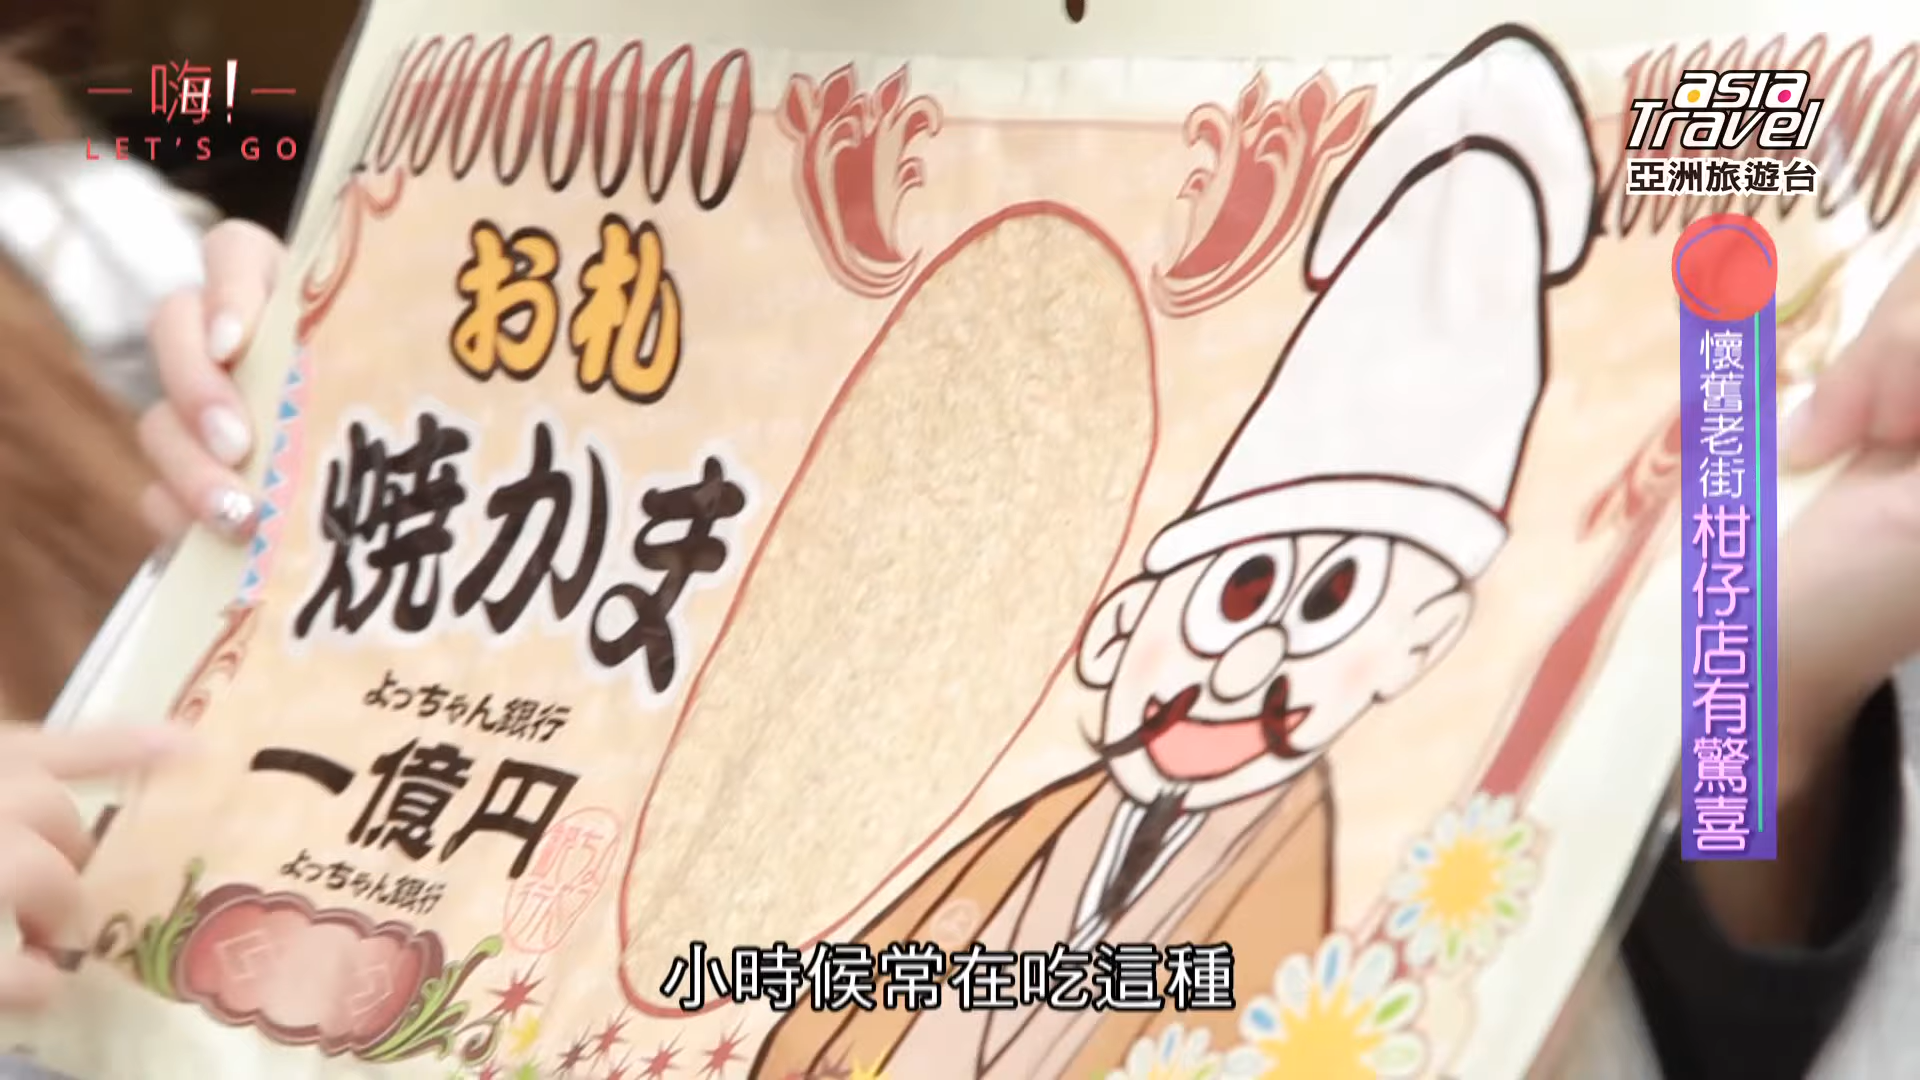 嗨!
LET'S GO
asia
Travel
亞洲旅遊台
懷舊老街柑仔店有驚喜
お札
焼かま
よっちゃん銀行
一億円
よっちゃん銀行
小時候常在吃這種